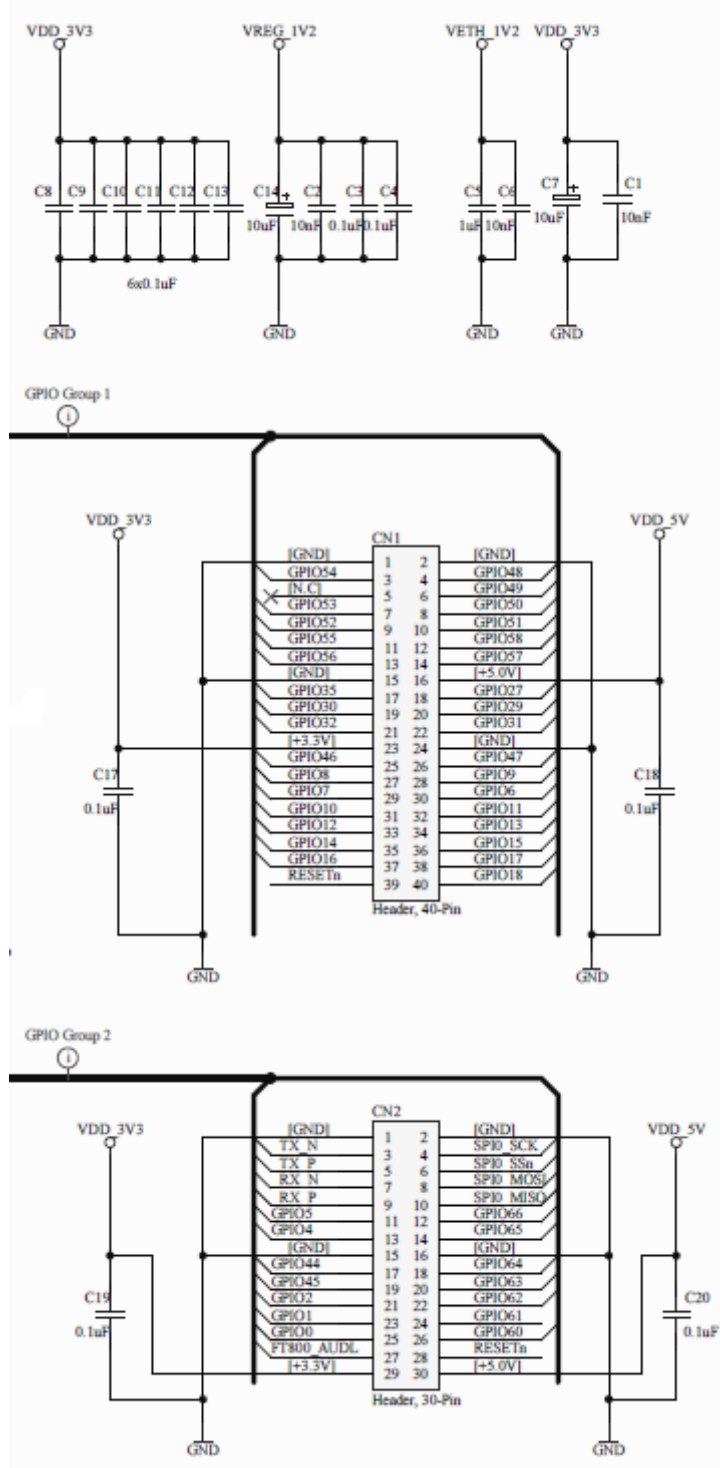 VDD_3V3 VREG_1V2 VETH_1V2 VDD_3V3
C8 C9 C10 C11 C12 C13 C14 + C2 C3 C4 C5 C6 C7 + C1
10uF 10nF 0.1uF 0.1uF 1uF 10nF 10uF 10nF
6x0.1uF
GND GND GND GND
GPIO Group 1
i
VDD_3V3 VDD_5V
CN1
[GND] 1 2 [GND]
GPIO54 3 4 GPIO48
[N.C] 5 6 GPIO49
GPIO53 7 8 GPIO50
GPIO52 9 10 GPIO51
GPIO55 11 12 GPIO58
GPIO56 13 14 GPIO57
[GND] 15 16 [+5.0V]
GPIO35 17 18 GPIO27
GPIO30 19 20 GPIO29
GPIO32 21 22 GPIO31
[+3.3V] 23 24 [GND]
GPIO46 25 26 GPIO47
GPIO8 27 28 GPIO9
GPIO7 29 30 GPIO6
GPIO10 31 32 GPIO11
GPIO12 33 34 GPIO13
GPIO14 35 36 GPIO15
GPIO16 37 38 GPIO17
RESETn 39 40 GPIO18
C17 C18
0.1uF 0.1uF
Header, 40-Pin
GND GND
GPIO Group 2
i
VDD_3V3 VDD_5V
CN2
[GND] 1 2 [GND]
TX_N 3 4 SPI0_SCK
TX_P 5 6 SPI0_SSn
RX_N 7 8 SPI0_MOSI
RX_P 9 10 SPI0_MISO
GPIO5 11 12 GPIO66
GPIO4 13 14 GPIO65
[GND] 15 16 [GND]
GPIO44 17 18 GPIO64
GPIO45 19 20 GPIO63
GPIO2 21 22 GPIO62
GPIO1 23 24 GPIO61
GPIO0 25 26 GPIO60
FT800_AUDL 27 28 RESETn
[+3.3V] 29 30 [+5.0V]
C19 C20
0.1uF 0.1uF
Header, 30-Pin
GND GND